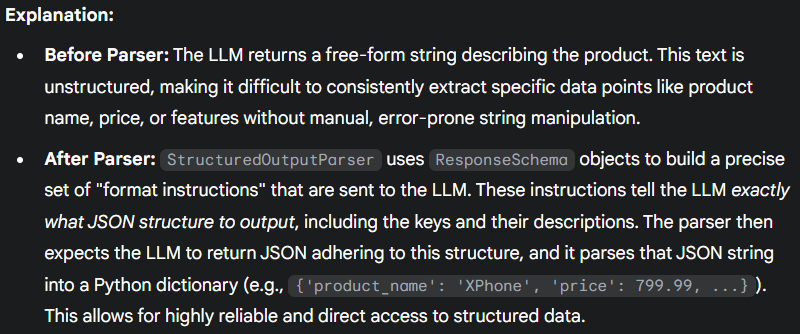 Explanation:
• Before Parser: The LLM returns a free-form string describing the product. This text is
unstructured, making it difficult to consistently extract specific data points like product
name, price, or features without manual, error-prone string manipulation.
• After Parser: StructuredOutputParser uses ResponseSchema objects to build a precise
set of "format instructions" that are sent to the LLM. These instructions tell the LLM exactly
what JSON structure to output, including the keys and their descriptions. The parser then
expects the LLM to return JSON adhering to this structure, and it parses that JSON string
into a Python dictionary (e.g., {'product_name': 'XPhone', 'price': 799.99, ...}).
This allows for highly reliable and direct access to structured data.